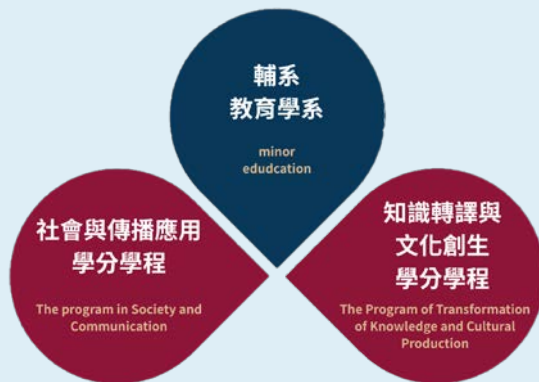 輔系
教育學系
minor
edudcation
社會與傳播應用
學分學程
The program in Society and
Communication
知識轉譯與
文化創生
學分學程
The Program of Transformation
of Knowledge and Cultural
Production